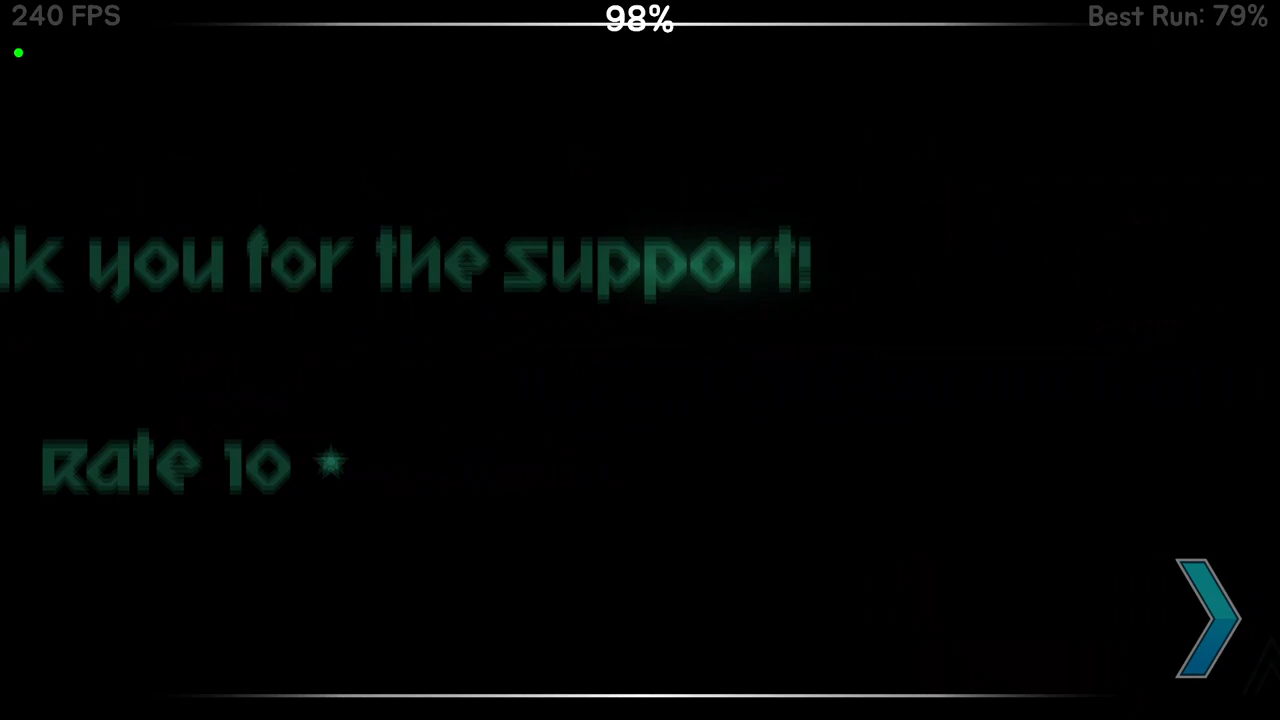 240 FPS
98%
Best Run: 79%
you for the support!
Rate 10 ★